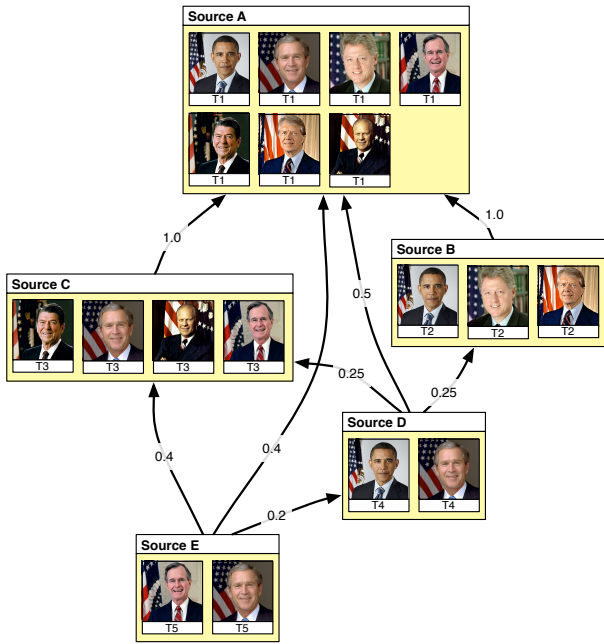 Source A
T1 T1 T1 T1
T1 T1 T1
1.0
1.0
Source B
T2 T2 T2
0.5
Source C
T3 T3 T3 T3
0.25
0.25
Source D
T4 T4
0.4
0.4
0.2
Source E
T5 T5